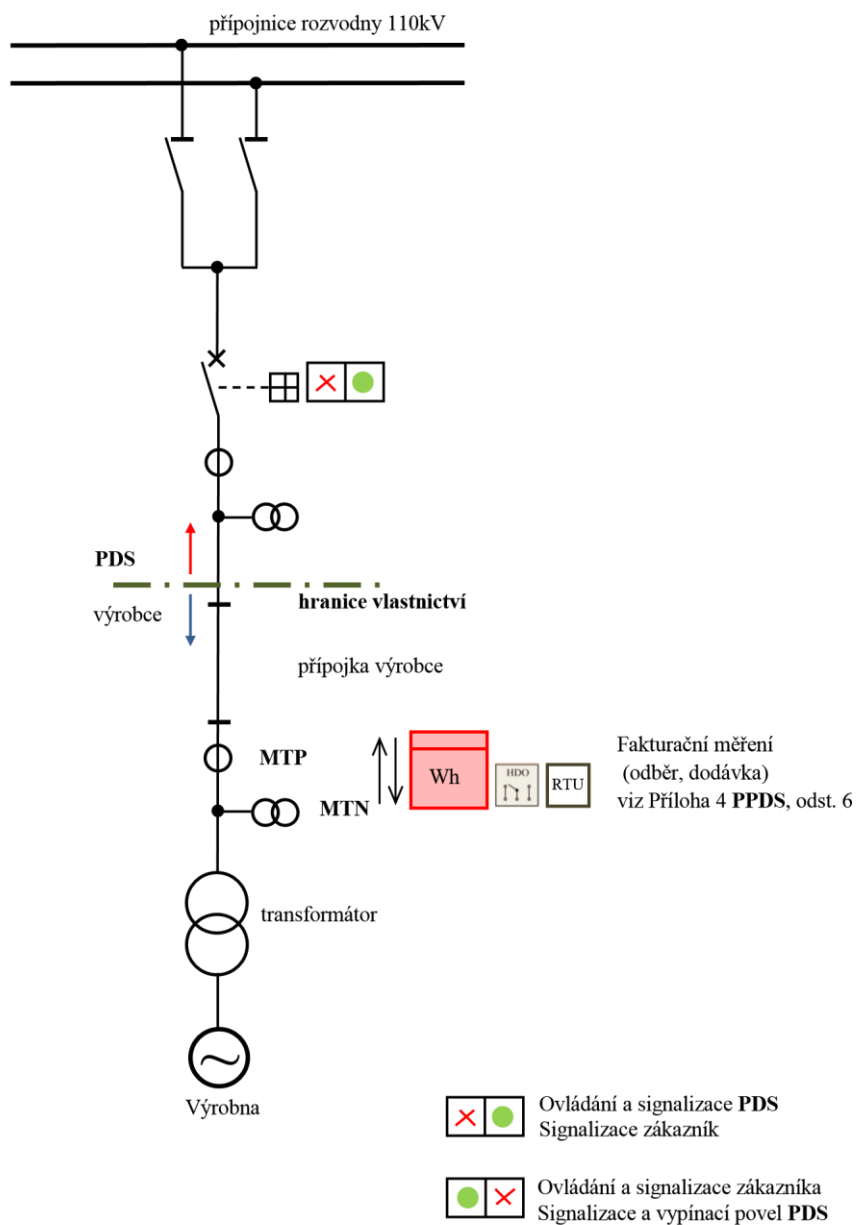 přípojnice rozvodny 110kV
PDS
hranice vlastnictví
výrobce
přípojka výrobce
MTP
Wh
HDO
RTU
Fakturační měření
(odběr, dodávka)
viz Příloha 4 PPDS, odst. 6
MTN
transformátor
Výrobna
Ovládání a signalizace PDS
Signalizace zákazník
Ovládání a signalizace zákazníka
Signalizace a vypínací povel PDS